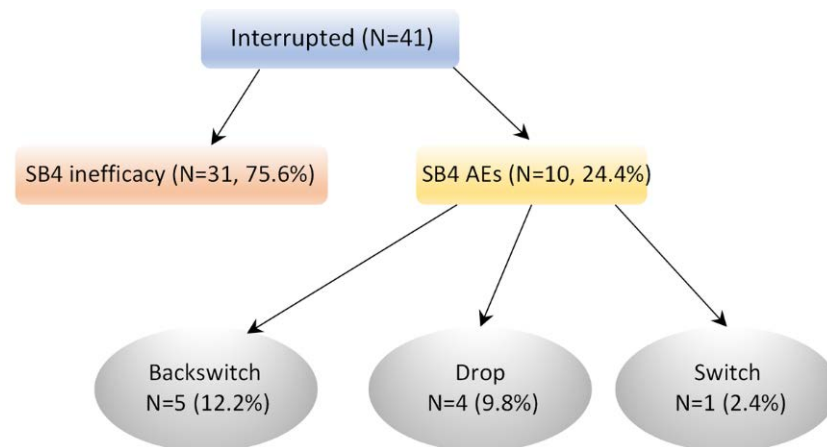 Interrupted (N=41)
SB4 inefficacy (N=31, 75.6%)
SB4 AEs (N=10, 24.4%)
Backswitch
N=5 (12.2%)
Drop
N=4 (9.8%)
Switch
N=1 (2.4%)